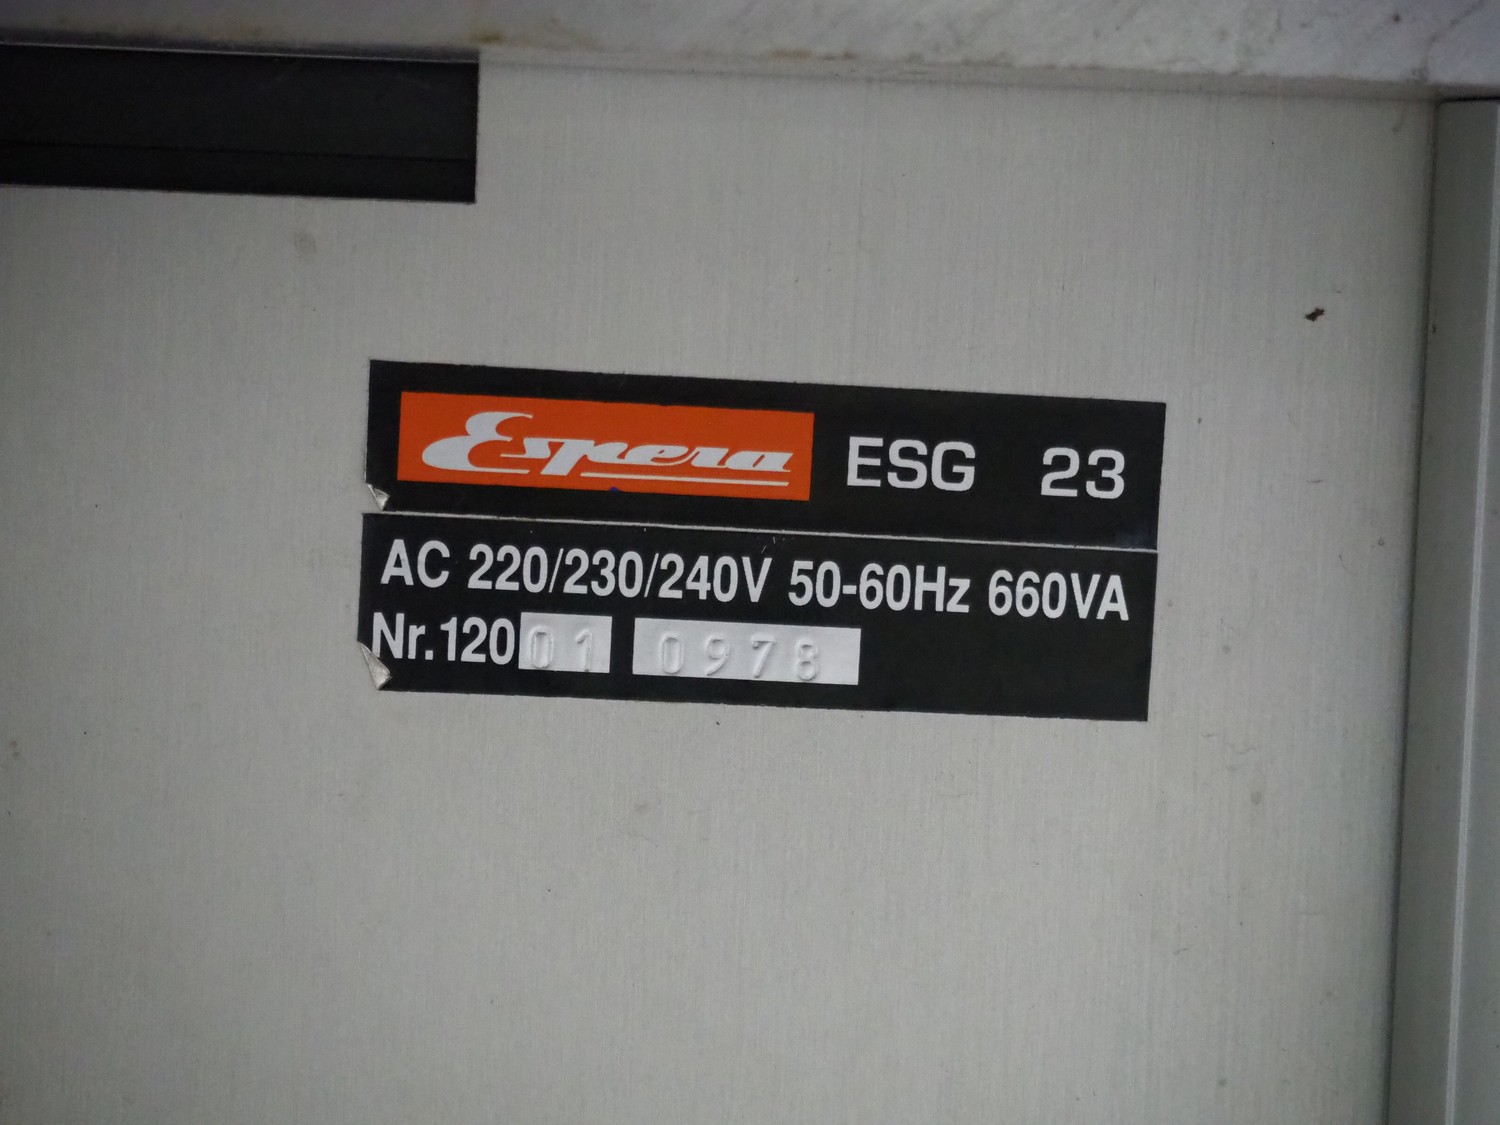 Espera ESG 23
AC 220/230/240V 50-60Hz 660VA
Nr.120 01 0978